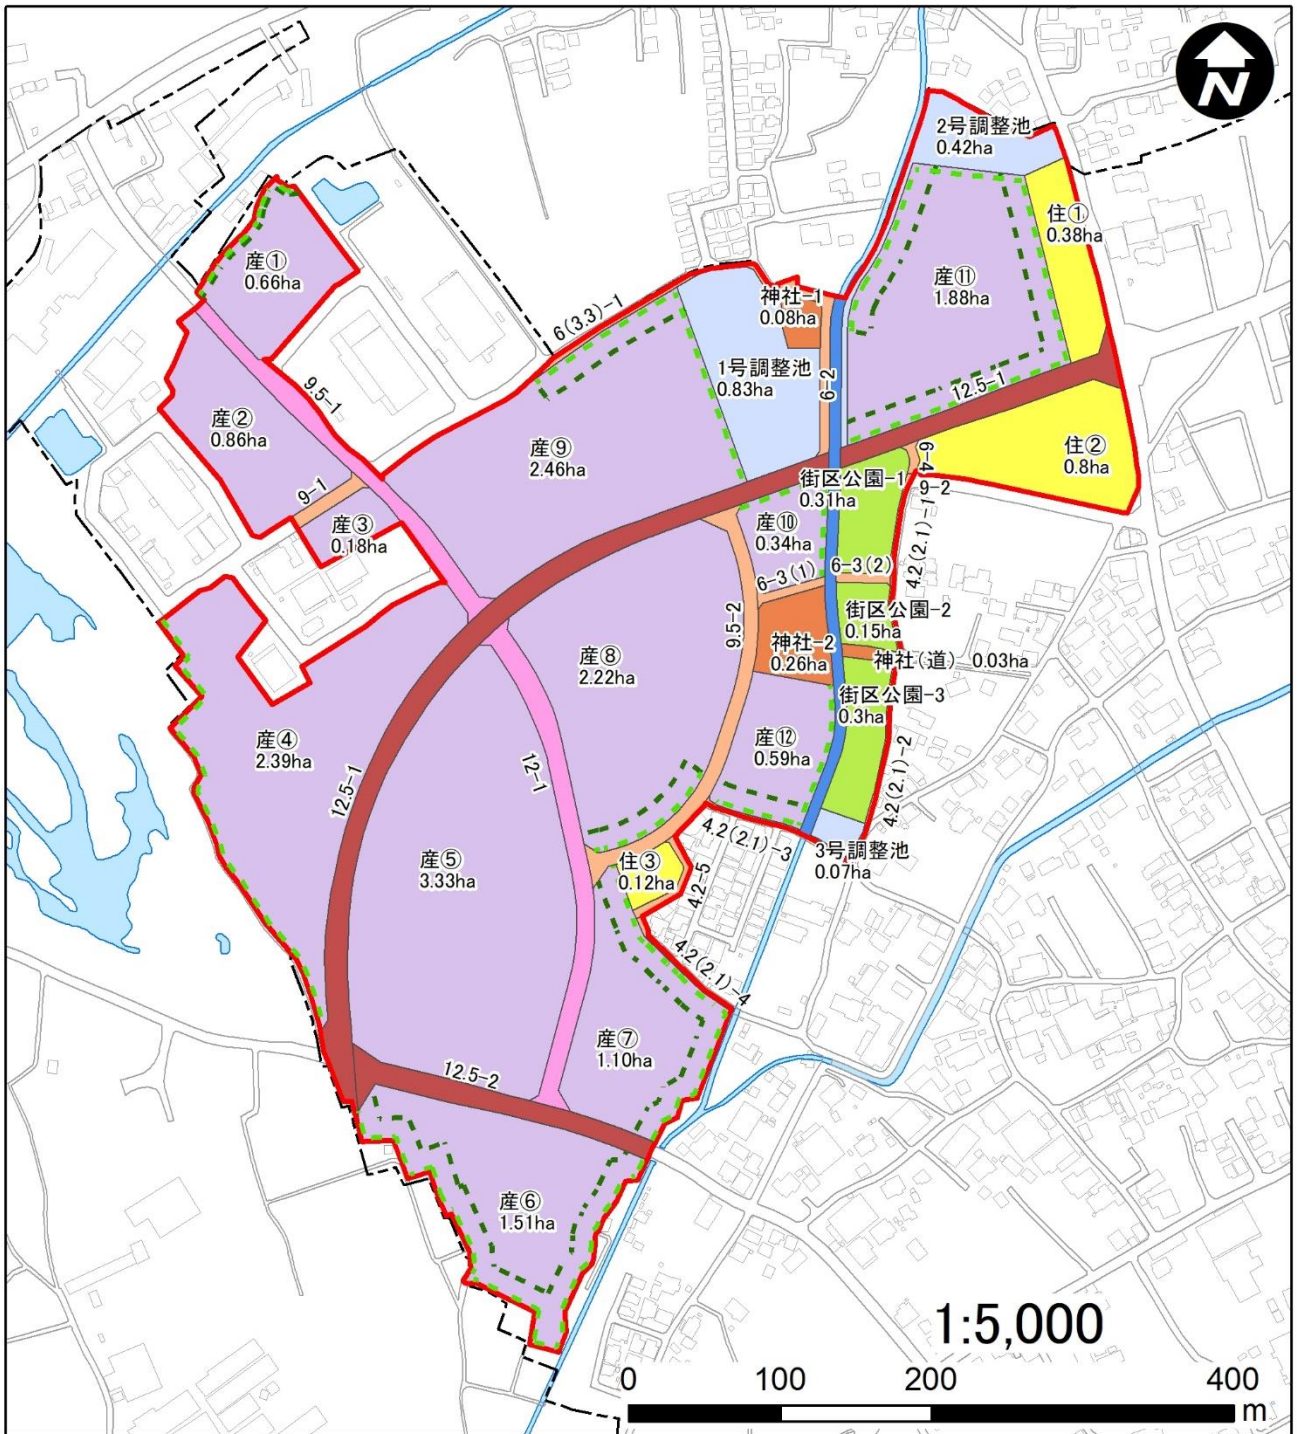 N
2号調整池
0.42ha
住①
0.38ha
産①
0.66ha
産⑪
1.88ha
神社-1
0.08ha
6(3.3)-1
1号調整池
0.83ha
6-2
12.5-1
9.5-1
産②
0.86ha
産⑨
2.46ha
住②
0.8ha
6-4
9-2
街区公園-1
0.31ha
9-1
産③
0.18ha
産⑩
0.34ha
4.2(2.1)-1
6-3(1)
6-3(2)
9.5-2
街区公園-2
0.15ha
神社-2
0.26ha
神社(道) 0.03ha
産⑧
2.22ha
街区公園-3
0.3ha
産④
2.39ha
産⑫
0.59ha
12.5-1
12-1
4.2(2.1)-2
4.2(2.1)-3
3号調整池
0.07ha
産⑤
3.33ha
住③
0.12ha
4.2-5
4.2(2.1)-4
産⑦
1.10ha
12.5-2
産⑥
1.51ha
1:5,000
0 100 200 400
m